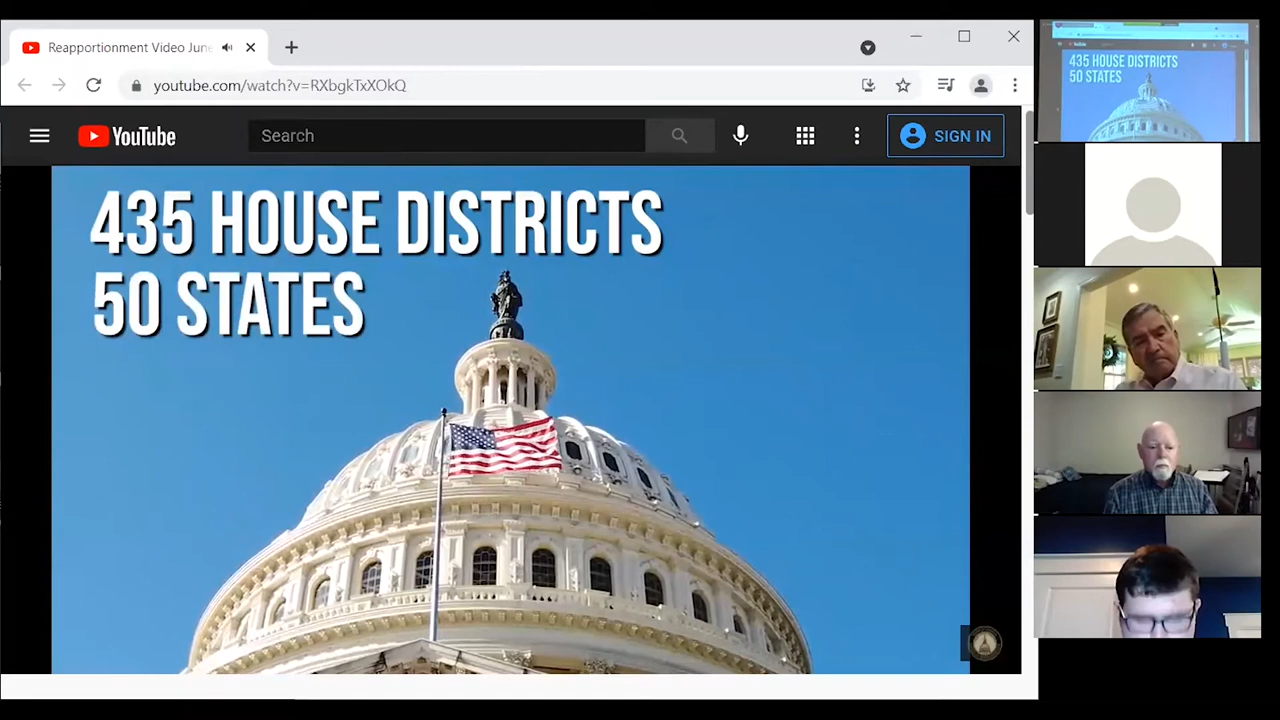 Reapportionment Video June
youtube.com/watch?v=RXbgkTxXOkQ
YouTube
Search
SIGN IN
435 HOUSE DISTRICTS
50 STATES
435 HOUSE DISTRICTS
50 STATES